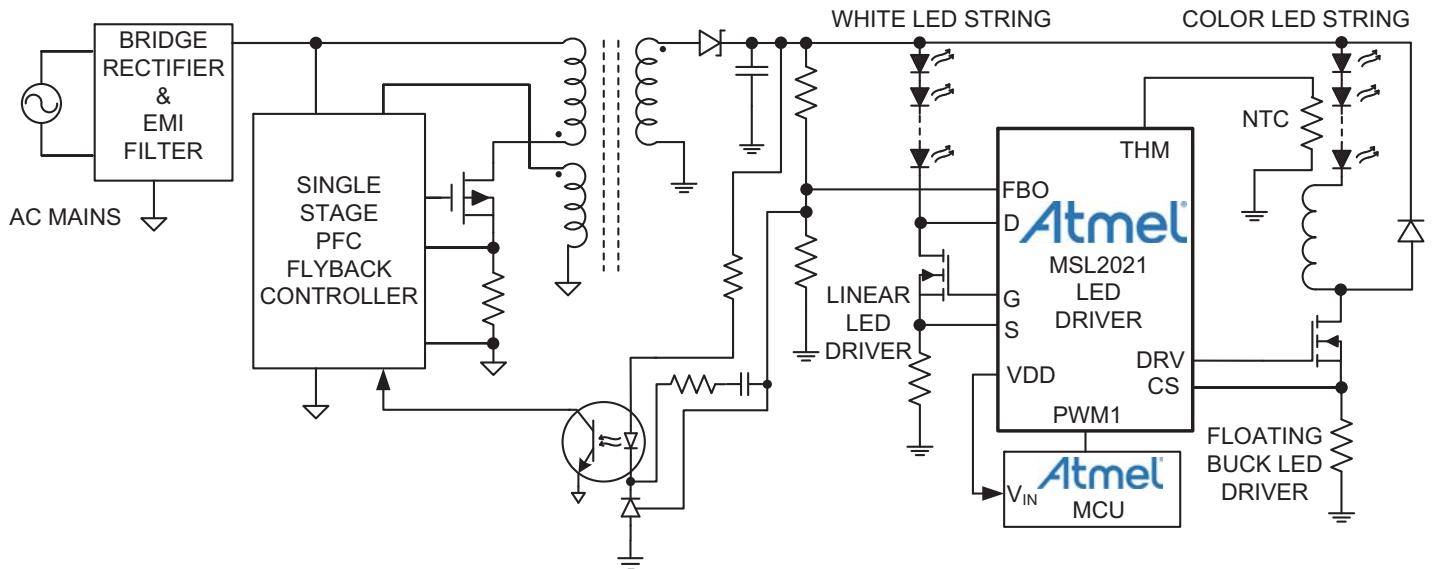 WHITE LED STRING
COLOR LED STRING
BRIDGE
RECTIFIER
&
EMI
FILTER
AC MAINS
SINGLE
STAGE
PFC
FLYBACK
CONTROLLER
NTC
THM
FBO
D
Atmel
MSL2021
LED
DRIVER
G
S
VDD
DRV
CS
PWM1
LINEAR
LED
DRIVER
FLOATING
BUCK LED
DRIVER
VIN
Atmel
MCU